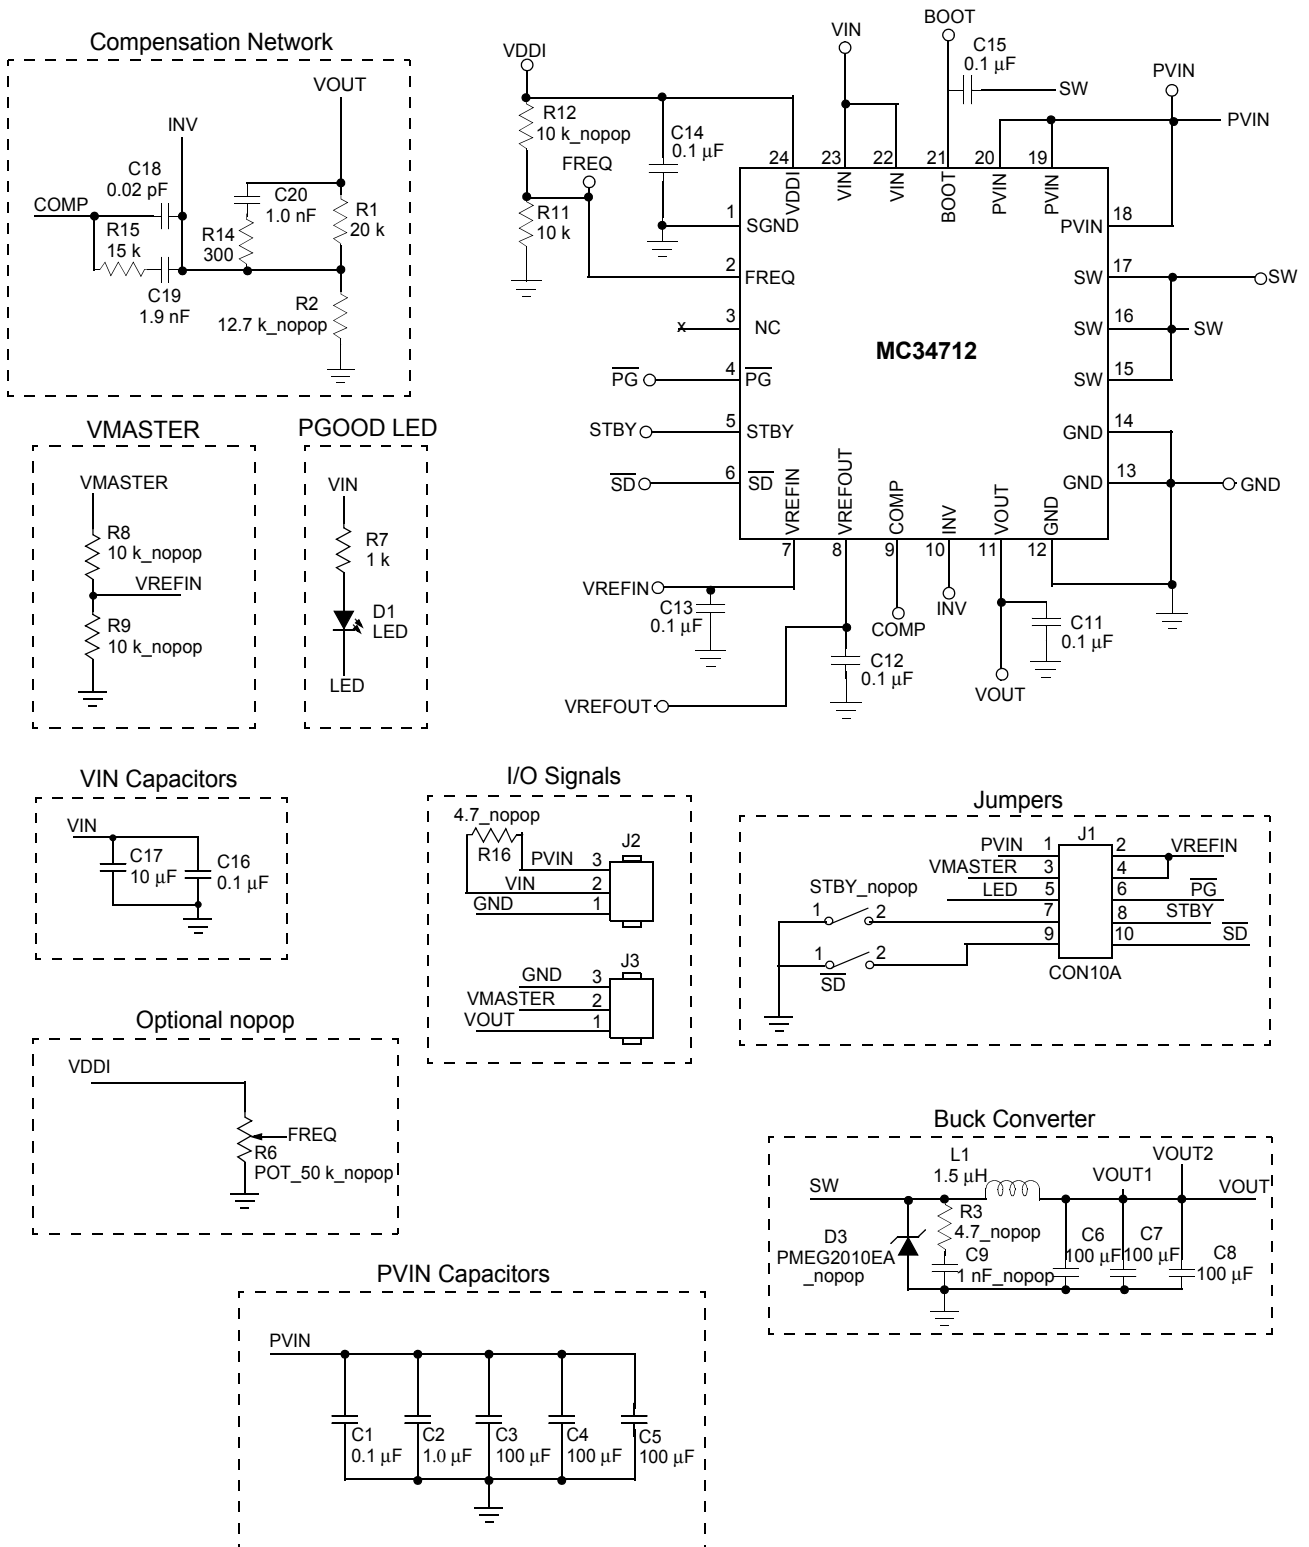 Compensation Network
VOUT
INV
C18
0.02 pF
COMP
R15
15 k
C19
1.9 nF
C20
1.0 nF
R14
300
R1
20 k
R2
12.7 k_nopop
VDDI
R12
10 k_nopop
FREQ
R11
10 k
C14
0.1 μF
VIN
BOOT
C15
0.1 μF
SW
PVIN
PVIN
24
23
22
21
20
19
VDDI
VIN
VIN
BOOT
PVIN
PVIN
1
SGND
2
FREQ
3
NC
PG
4
PG
STBY
5
STBY
SD
6
SD
MC34712
18
PVIN
17
SW
SW
16
SW
SW
15
SW
14
GND
13
GND
GND
VREFIN
VREFOUT
COMP
INV
VOUT
GND
7
8
9
10
11
12
VREFIN
C13
0.1 μF
VREFOUT
C12
0.1 μF
COMP
INV
VOUT
C11
0.1 μF
VMASTER
VMASTER
R8
10 k_nopop
VREFIN
R9
10 k_nopop
PGOOD LED
VIN
R7
1 k
D1
LED
LED
VIN Capacitors
VIN
C17
10 μF
C16
0.1 μF
I/O Signals
4.7_nopop
R16
J2
PVIN 3
VIN 2
GND 1
J3
GND 3
VMASTER 2
VOUT 1
Jumpers
J1
PVIN 1
VMASTER 3
LED 5
7
9
2 VREFIN
4
6 PG
8 STBY
10 SD
CON10A
STBY_nopop
1 2
1 2
SD
Optional nopop
VDDI
FREQ
R6
POT_50 k_nopop
Buck Converter
SW
L1
1.5 μH
VOUT1
VOUT2
VOUT
D3
PMEG2010EA
_nopop
R3
4.7_nopop
C9
1 nF_nopop
C6
100 μF
C7
100 μF
C8
100 μF
PVIN Capacitors
PVIN
C1
0.1 μF
C2
1.0 μF
C3
100 μF
C4
100 μF
C5
100 μF